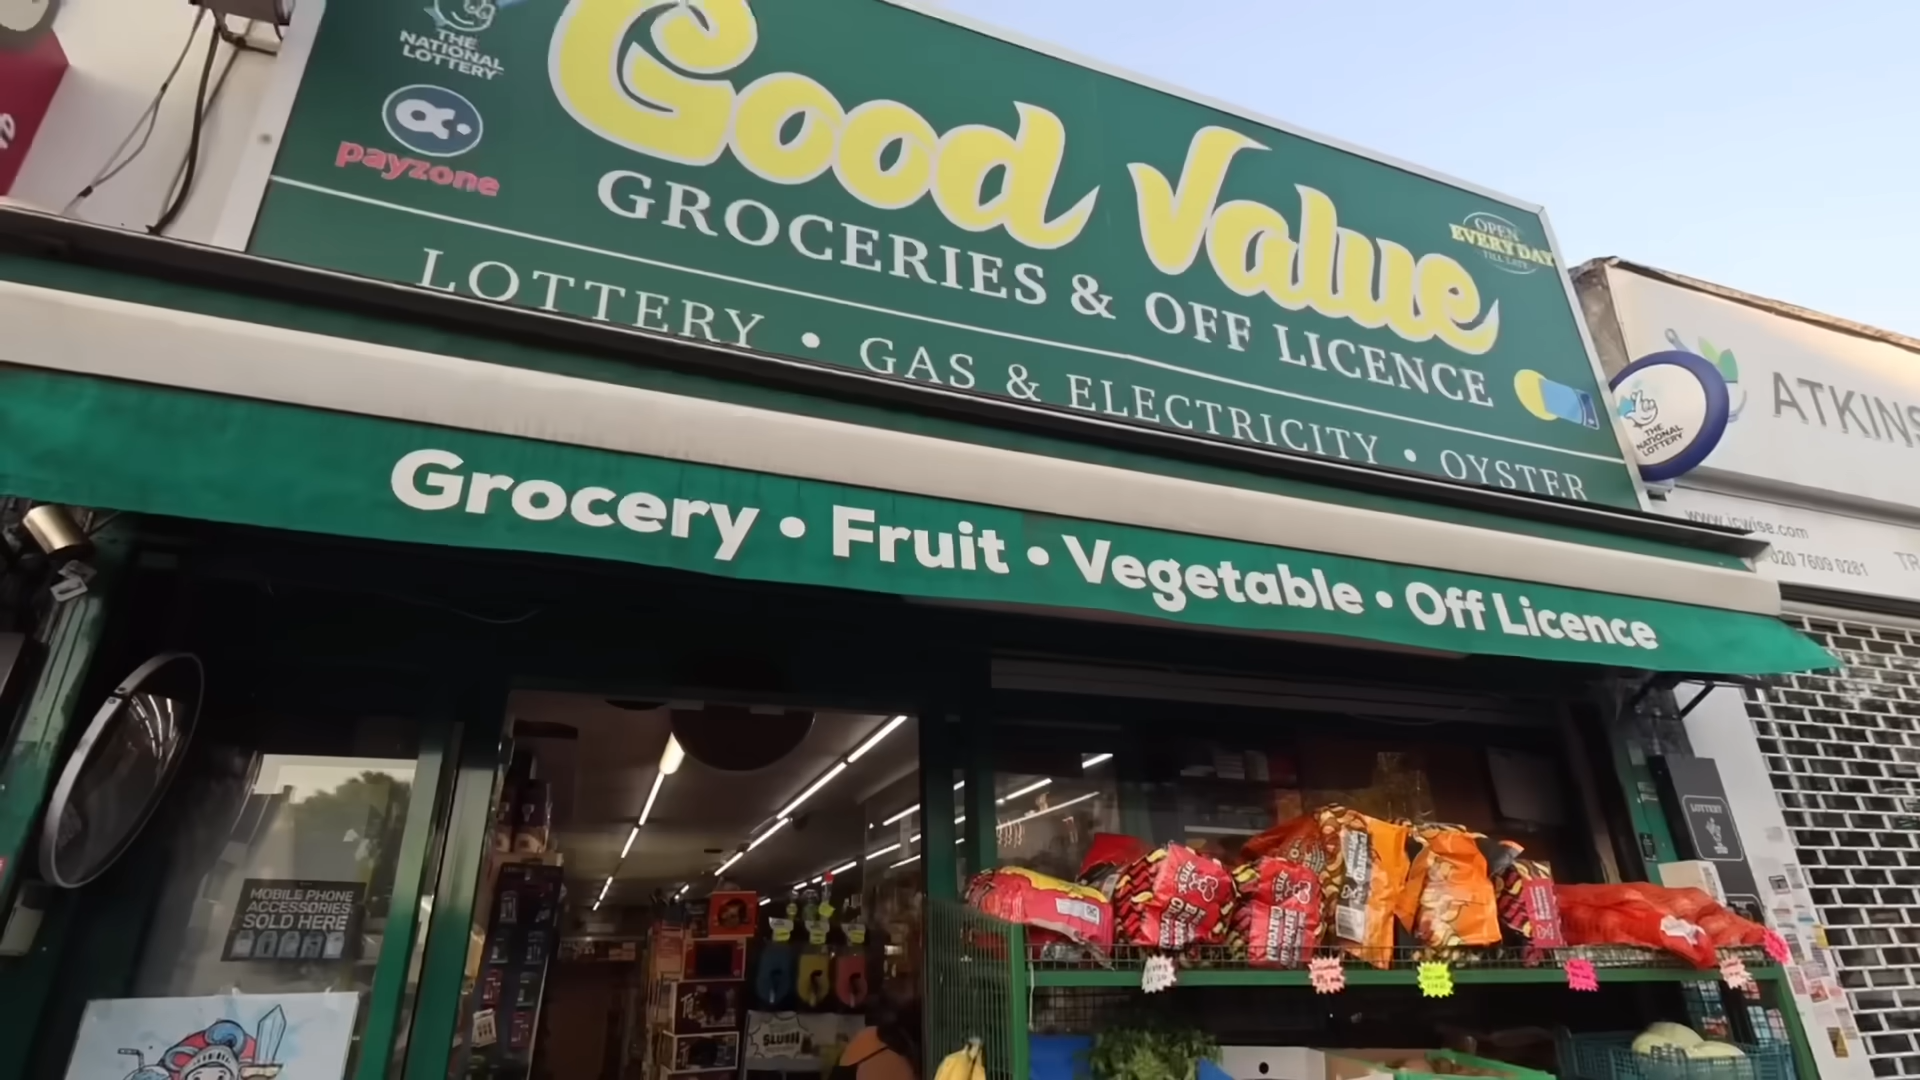 THE
NATIONAL
LOTTERY
payzone
Good Value
GROCERIES & OFF LICENCE
OPEN
EVERY DAY
TILL LATE
LOTTERY • GAS & ELECTRICITY • OYSTER
Grocery • Fruit • Vegetable • Off Licence
THE
NATIONAL
LOTTERY
ATKINS
www.jcwise.com
020 7609 0281
TR
MOBILE PHONE
ACCESSORIES
SOLD HERE
LOTTERY
SLUSH